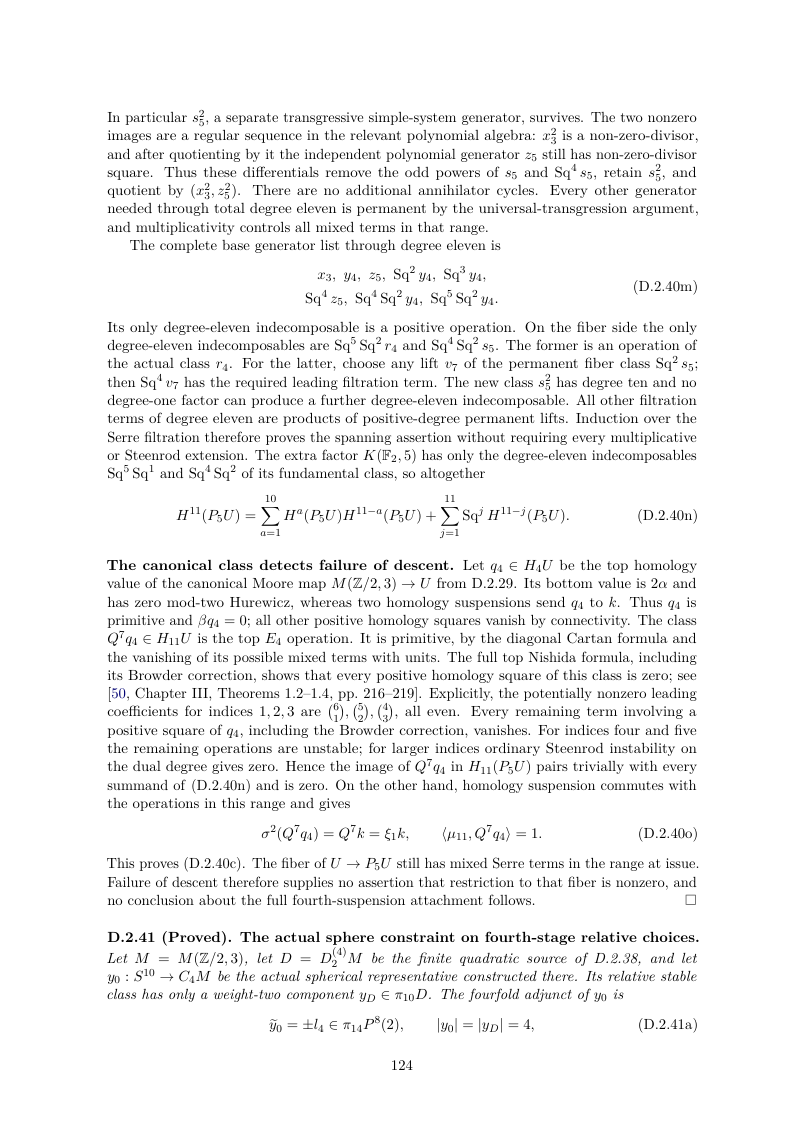 In particular $s_5^2$, a separate transgressive simple-system generator, survives. The two nonzero
images are a regular sequence in the relevant polynomial algebra: $x_3^2$ is a non-zero-divisor,
and after quotienting by it the independent polynomial generator $z_5$ still has non-zero-divisor
square. Thus these differentials remove the odd powers of $s_5$ and $\mathrm{Sq}^4 s_5$, retain $s_5^2$, and
quotient by $(x_3^2, z_5^2)$. There are no additional annihilator cycles. Every other generator
needed through total degree eleven is permanent by the universal-transgression argument,
and multiplicativity controls all mixed terms in that range.
The complete base generator list through degree eleven is
$x_3,\ y_4,\ z_5,\ \mathrm{Sq}^2 y_4,\ \mathrm{Sq}^3 y_4,$
$\mathrm{Sq}^4 z_5,\ \mathrm{Sq}^4 \mathrm{Sq}^2 y_4,\ \mathrm{Sq}^5 \mathrm{Sq}^2 y_4.$ (D.2.40m)
Its only degree-eleven indecomposable is a positive operation. On the fiber side the only
degree-eleven indecomposables are $\mathrm{Sq}^5 \mathrm{Sq}^2 r_4$ and $\mathrm{Sq}^4 \mathrm{Sq}^2 s_5$. The former is an operation of
the actual class $r_4$. For the latter, choose any lift $v_7$ of the permanent fiber class $\mathrm{Sq}^2 s_5$;
then $\mathrm{Sq}^4 v_7$ has the required leading filtration term. The new class $s_5^2$ has degree ten and no
degree-one factor can produce a further degree-eleven indecomposable. All other filtration
terms of degree eleven are products of positive-degree permanent lifts. Induction over the
Serre filtration therefore proves the spanning assertion without requiring every multiplicative
or Steenrod extension. The extra factor $K(\mathbb{F}_2, 5)$ has only the degree-eleven indecomposables
$\mathrm{Sq}^5 \mathrm{Sq}^1$ and $\mathrm{Sq}^4 \mathrm{Sq}^2$ of its fundamental class, so altogether
$H^{11}(P_5U) = \sum_{a=1}^{10} H^a(P_5U)H^{11-a}(P_5U) + \sum_{j=1}^{11} \mathrm{Sq}^j H^{11-j}(P_5U).$ (D.2.40n)
**The canonical class detects failure of descent.** Let $q_4 \in H_4U$ be the top homology
value of the canonical Moore map $M(\mathbb{Z}/2, 3) \to U$ from D.2.29. Its bottom value is $2\alpha$ and
has zero mod-two Hurewicz, whereas two homology suspensions send $q_4$ to $k$. Thus $q_4$ is
primitive and $\beta q_4 = 0$; all other positive homology squares vanish by connectivity. The class
$Q^7 q_4 \in H_{11}U$ is the top $E_4$ operation. It is primitive, by the diagonal Cartan formula and
the vanishing of its possible mixed terms with units. The full top Nishida formula, including
its Browder correction, shows that every positive homology square of this class is zero; see
[50, Chapter III, Theorems 1.2–1.4, pp. 216–219]. Explicitly, the potentially nonzero leading
coefficients for indices 1, 2, 3 are $\binom{6}{1}, \binom{5}{2}, \binom{4}{3}$, all even. Every remaining term involving a
positive square of $q_4$, including the Browder correction, vanishes. For indices four and five
the remaining operations are unstable; for larger indices ordinary Steenrod instability on
the dual degree gives zero. Hence the image of $Q^7 q_4$ in $H_{11}(P_5U)$ pairs trivially with every
summand of (D.2.40n) and is zero. On the other hand, homology suspension commutes with
the operations in this range and gives
$\sigma^2(Q^7 q_4) = Q^7 k = \xi_1 k, \qquad \langle \mu_{11}, Q^7 q_4 \rangle = 1.$ (D.2.40o)
This proves (D.2.40c). The fiber of $U \to P_5U$ still has mixed Serre terms in the range at issue.
Failure of descent therefore supplies no assertion that restriction to that fiber is nonzero, and
no conclusion about the full fourth-suspension attachment follows. □
**D.2.41 (Proved). The actual sphere constraint on fourth-stage relative choices.**
*Let $M = M(\mathbb{Z}/2, 3)$, let $D = D_2^{(4)}M$ be the finite quadratic source of D.2.38, and let*
*$y_0 : S^{10} \to C_4M$ be the actual spherical representative constructed there. Its relative stable*
*class has only a weight-two component $y_D \in \pi_{10}D$. The fourfold adjunct of $y_0$ is*
$\widetilde{y}_0 = \pm l_4 \in \pi_{14}P^8(2), \qquad |y_0| = |y_D| = 4,$ (D.2.41a)
124